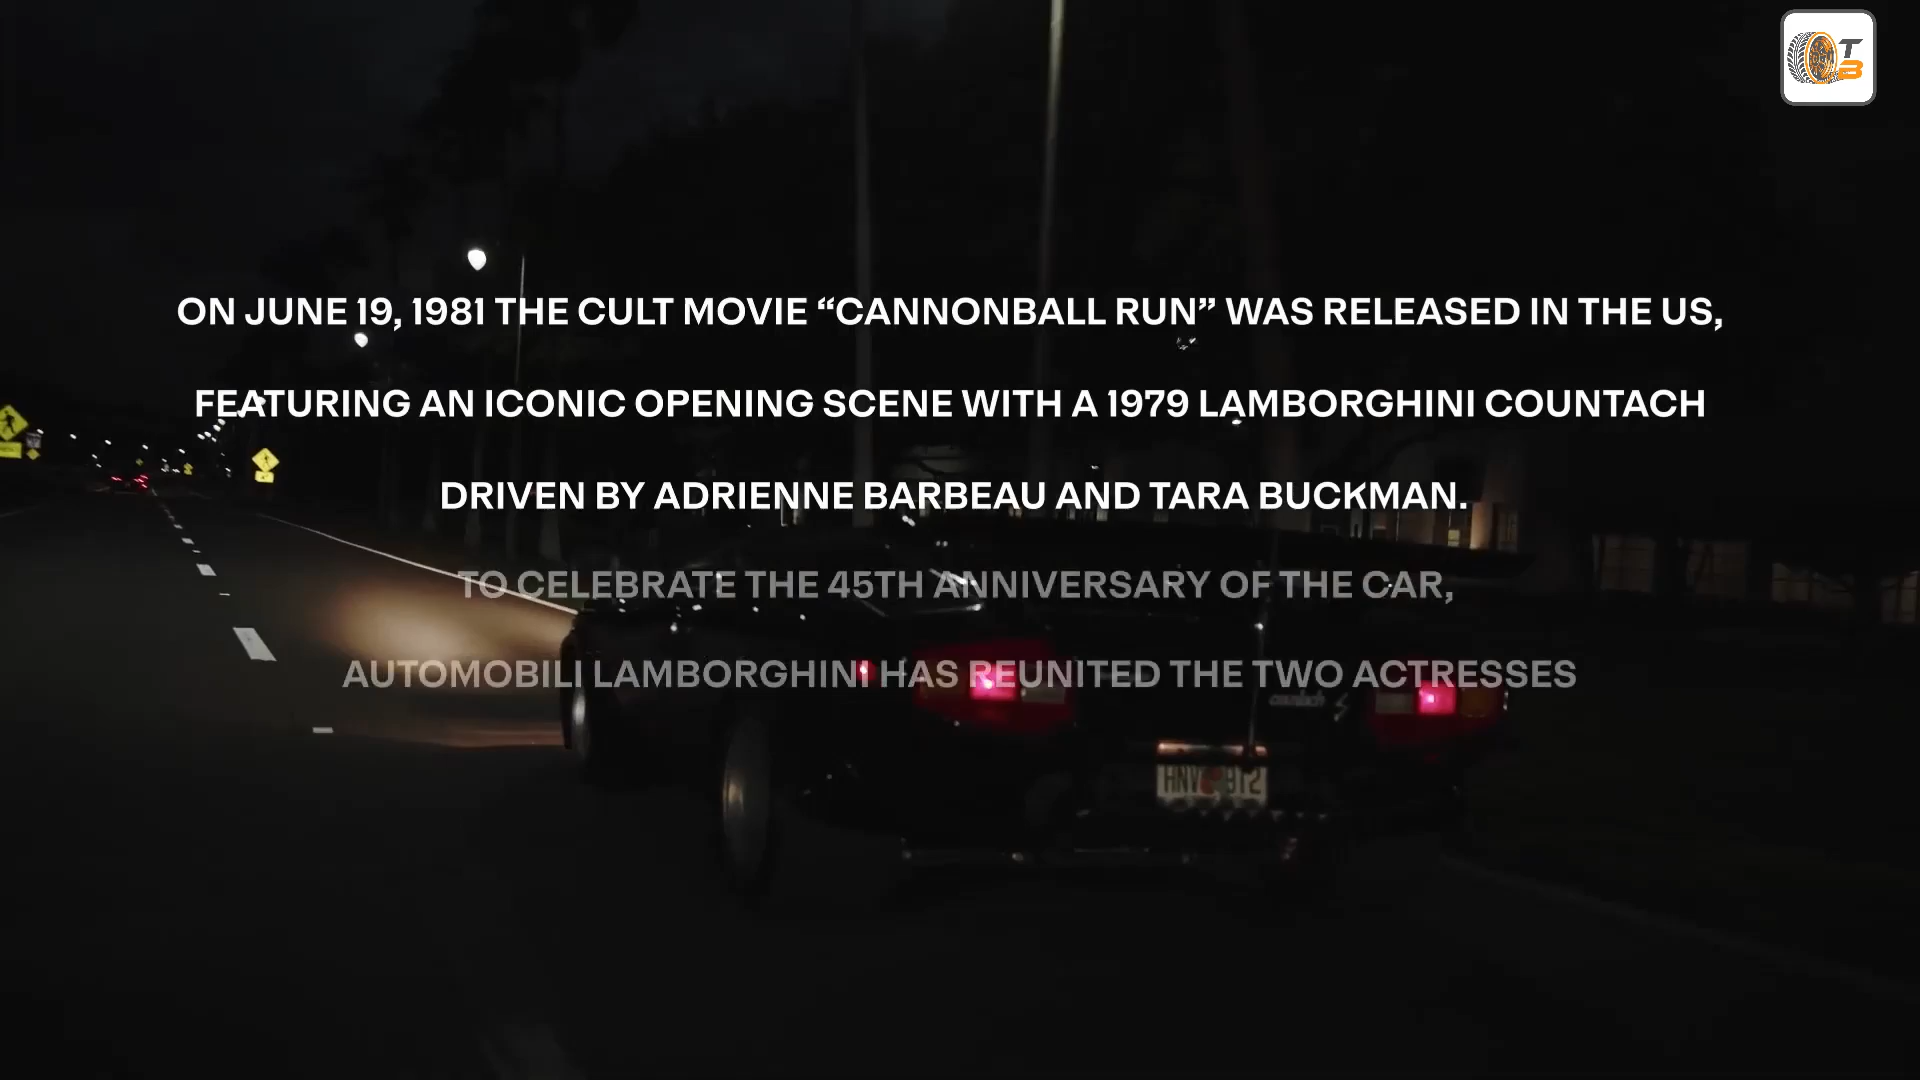 T
B
ON JUNE 19, 1981 THE CULT MOVIE “CANNONBALL RUN” WAS RELEASED IN THE US,
FEATURING AN ICONIC OPENING SCENE WITH A 1979 LAMBORGHINI COUNTACH
DRIVEN BY ADRIENNE BARBEAU AND TARA BUCKMAN.
TO CELEBRATE THE 45TH ANNIVERSARY OF THE CAR,
AUTOMOBILI LAMBORGHINI HAS REUNITED THE TWO ACTRESSES
countach S